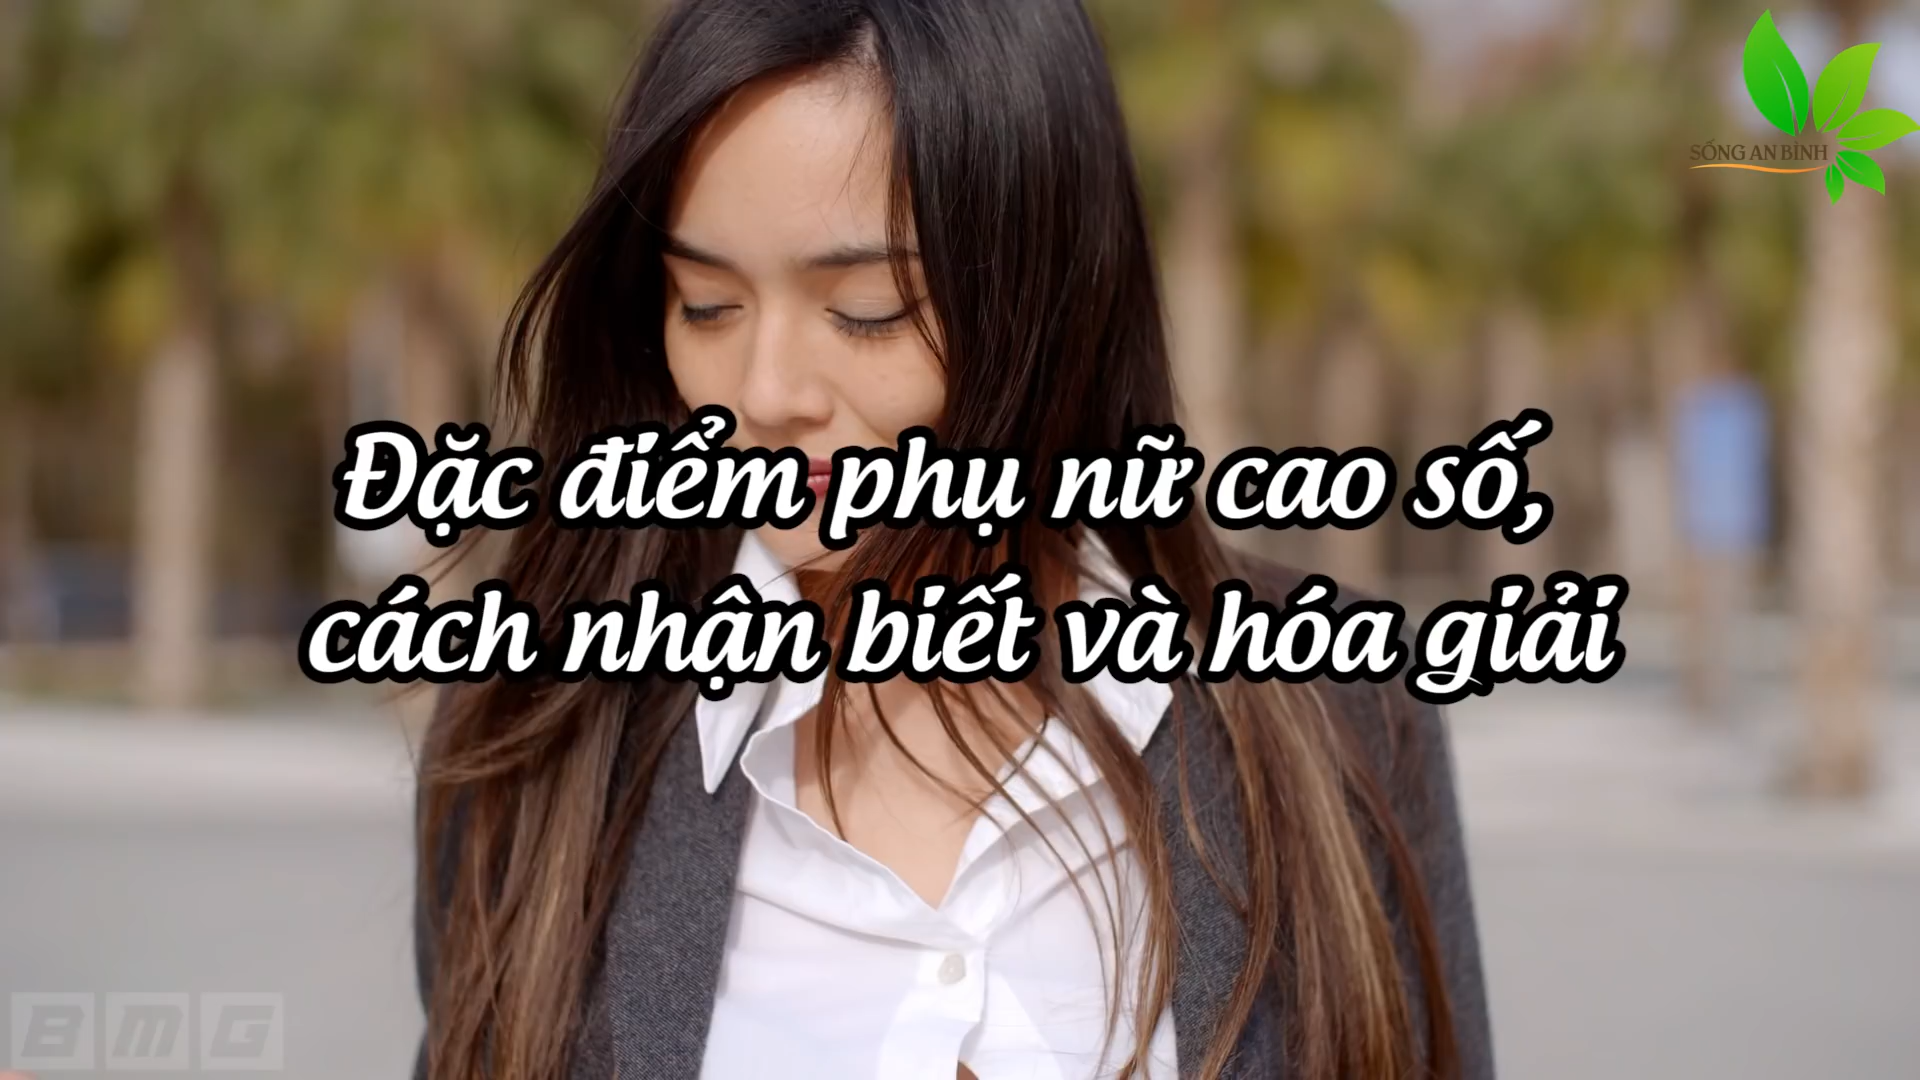 SỐNG AN BÌNH
Đặc điểm phụ nữ cao số,
cách nhận biết và hóa giải
BMG